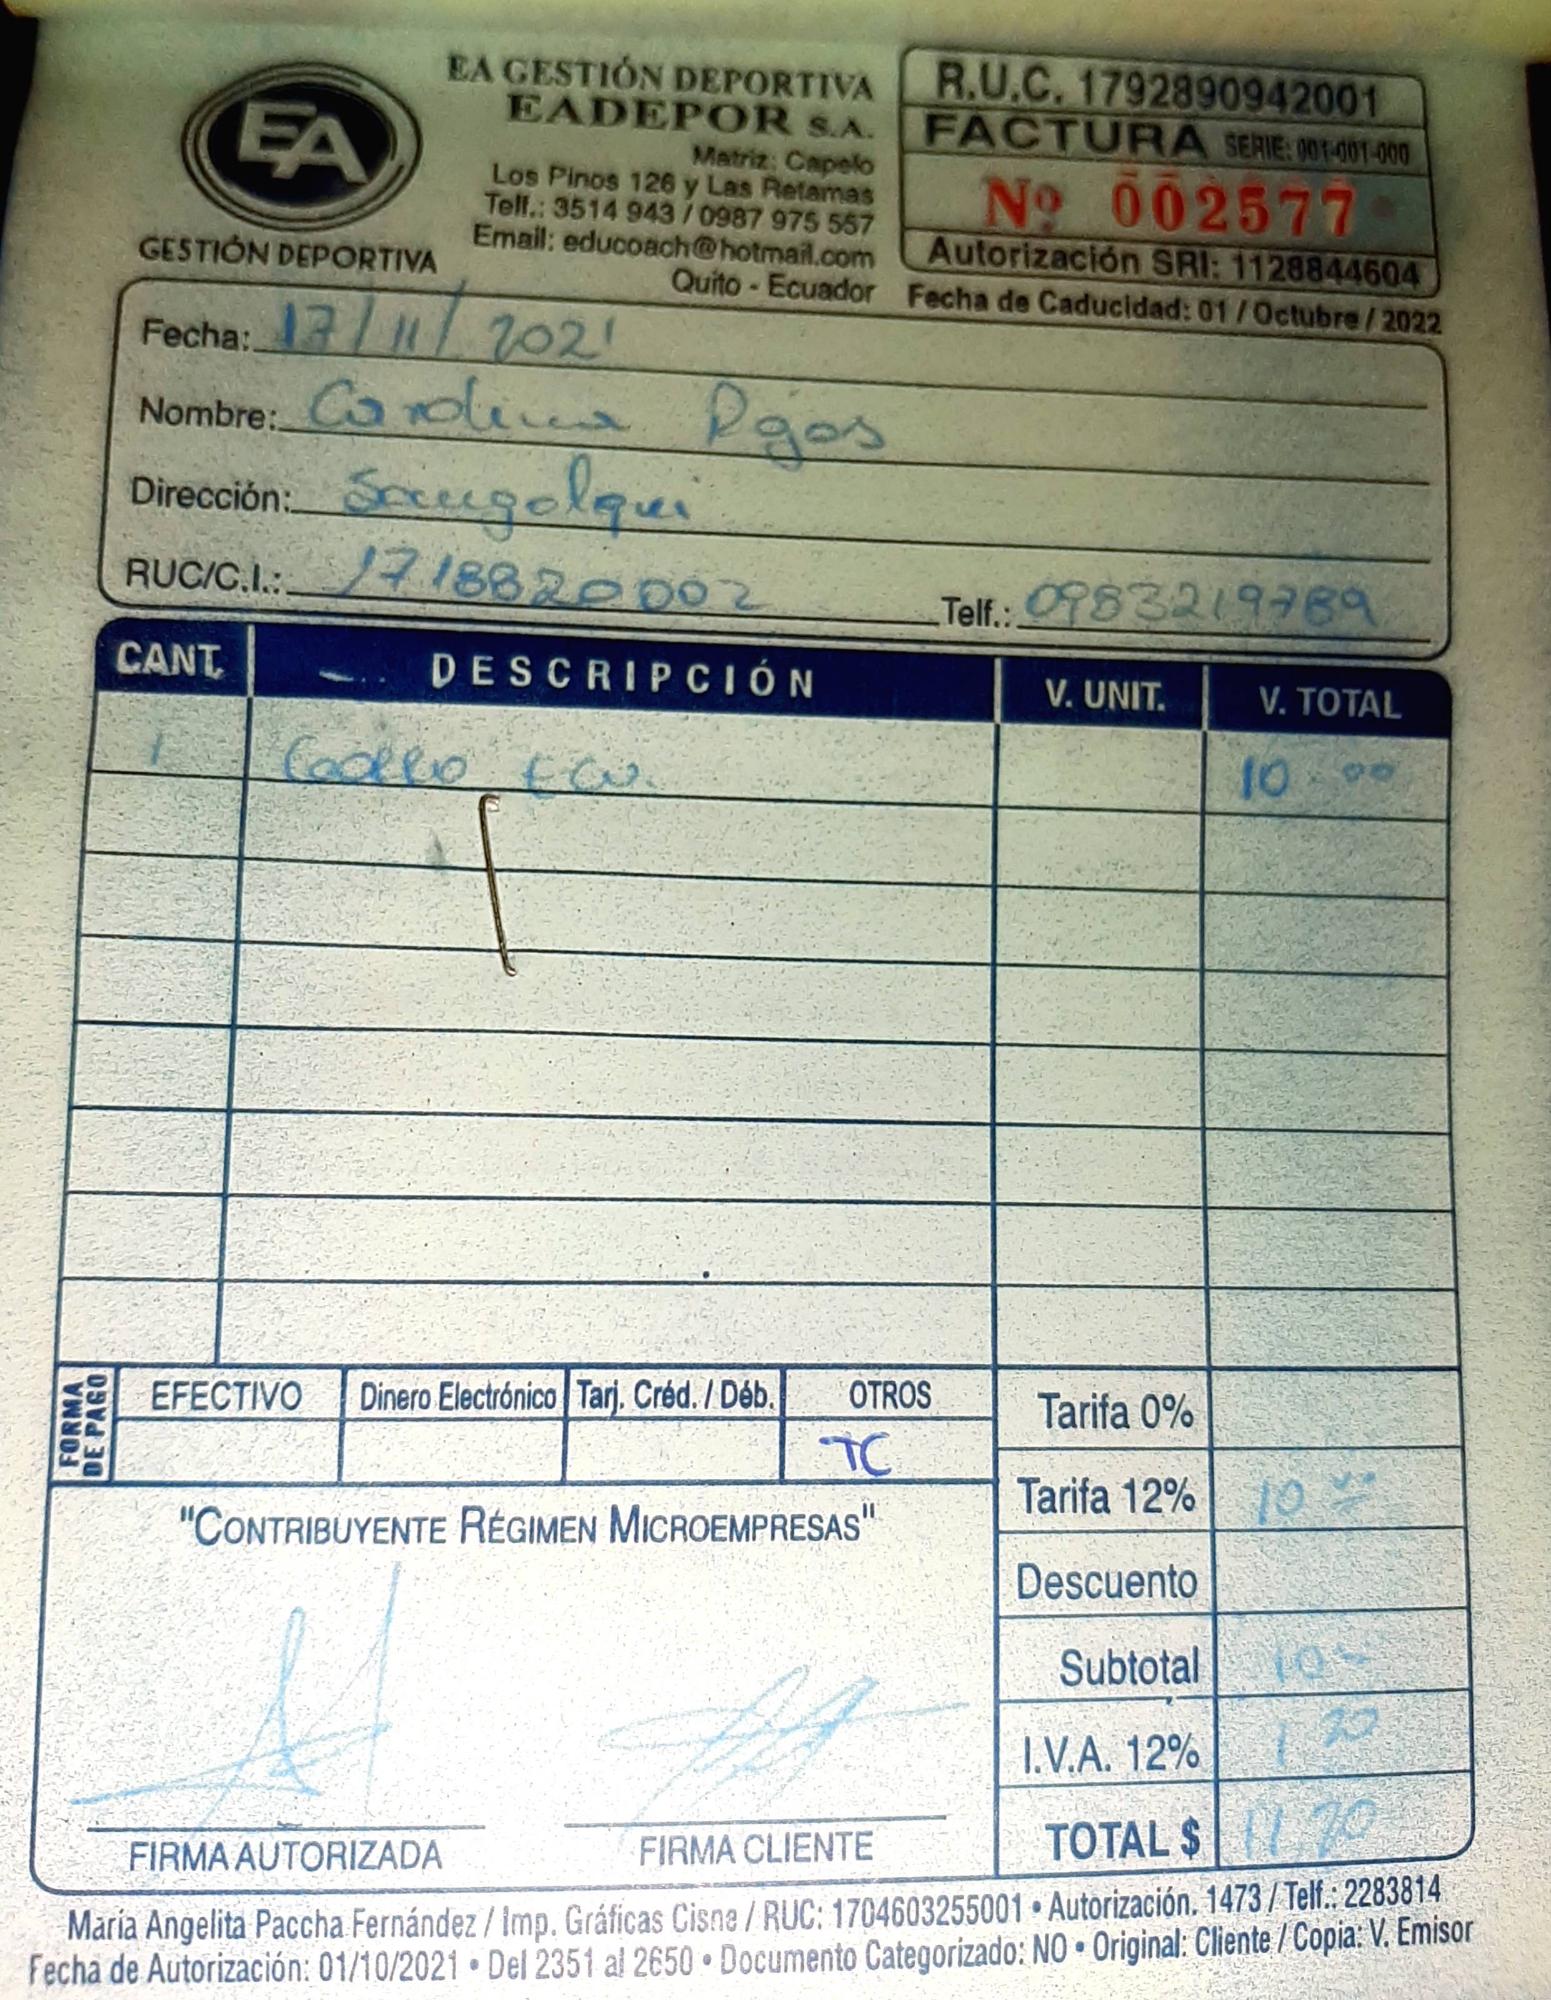 EA
GESTIÓN DEPORTIVA
EA GESTIÓN DEPORTIVA
EADEPOR S.A.
Matriz: Capelo
Los Pinos 126 y Las Retamas
Telf.: 3514 943 / 0987 975 557
Email: educoach@hotmail.com
Quito - Ecuador
R.U.C. 1792890942001
FACTURA SERIE: 001-001-000
Nº 002577
Autorización SRI: 1128844604
Fecha de Caducidad: 01 / Octubre / 2022
Fecha: 17/11/2021
Nombre: Carolina
Dirección: Sangolqui
RUC/C.I.: 1718820002 Telf.: 0983219789
CANT. DESCRIPCIÓN V. UNIT. V. TOTAL
1 10.00
FORMA DE PAGO
EFECTIVO Dinero Electrónico Tarj. Créd. / Déb. OTROS
TC
Tarifa 0%
Tarifa 12% 10
Descuento
Subtotal 10
I.V.A. 12% 1 20
TOTAL $ 11.20
"CONTRIBUYENTE RÉGIMEN MICROEMPRESAS"
FIRMA AUTORIZADA FIRMA CLIENTE
María Angelita Paccha Fernández / Imp. Gráficas Cisne / RUC: 1704603255001 • Autorización. 1473 / Telf.: 2283814
Fecha de Autorización: 01/10/2021 • Del 2351 al 2650 • Documento Categorizado: NO • Original: Cliente / Copia: V. Emisor